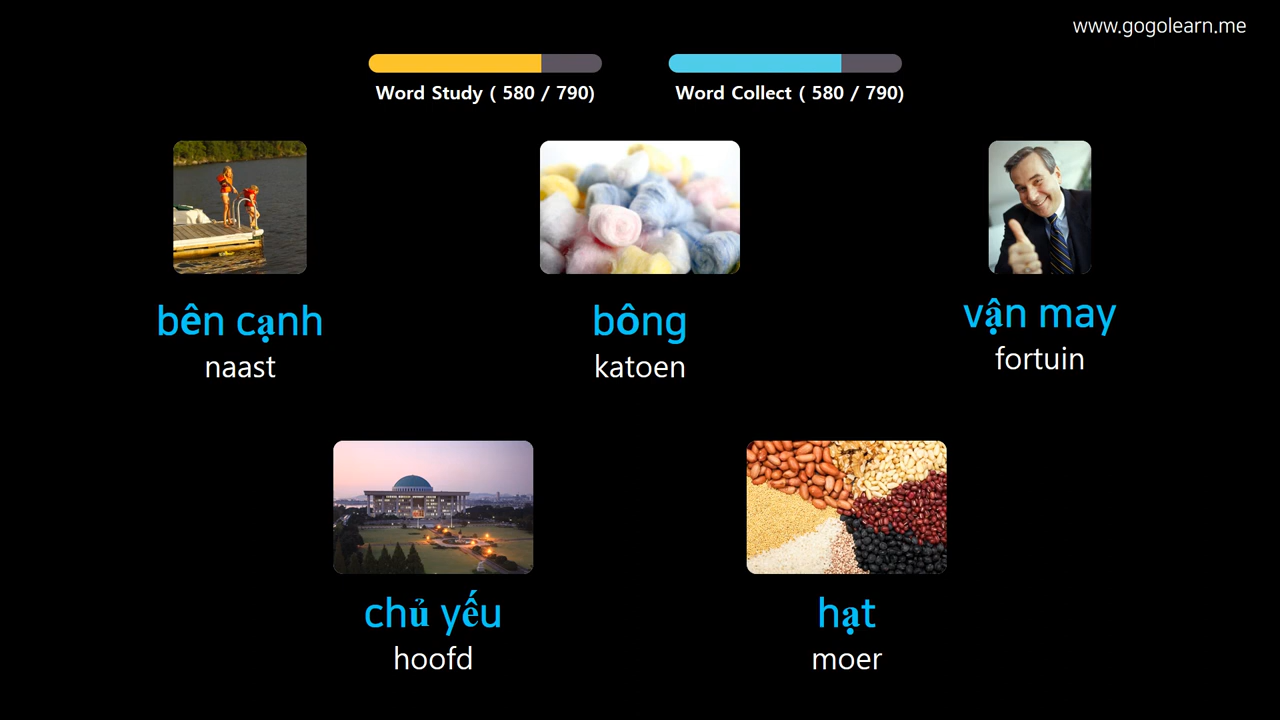 www.gogolearn.me
Word Study ( 580 / 790)
Word Collect ( 580 / 790)
bên cạnh
naast
bông
katoen
vận may
fortuin
chủ yếu
hoofd
hạt
moer